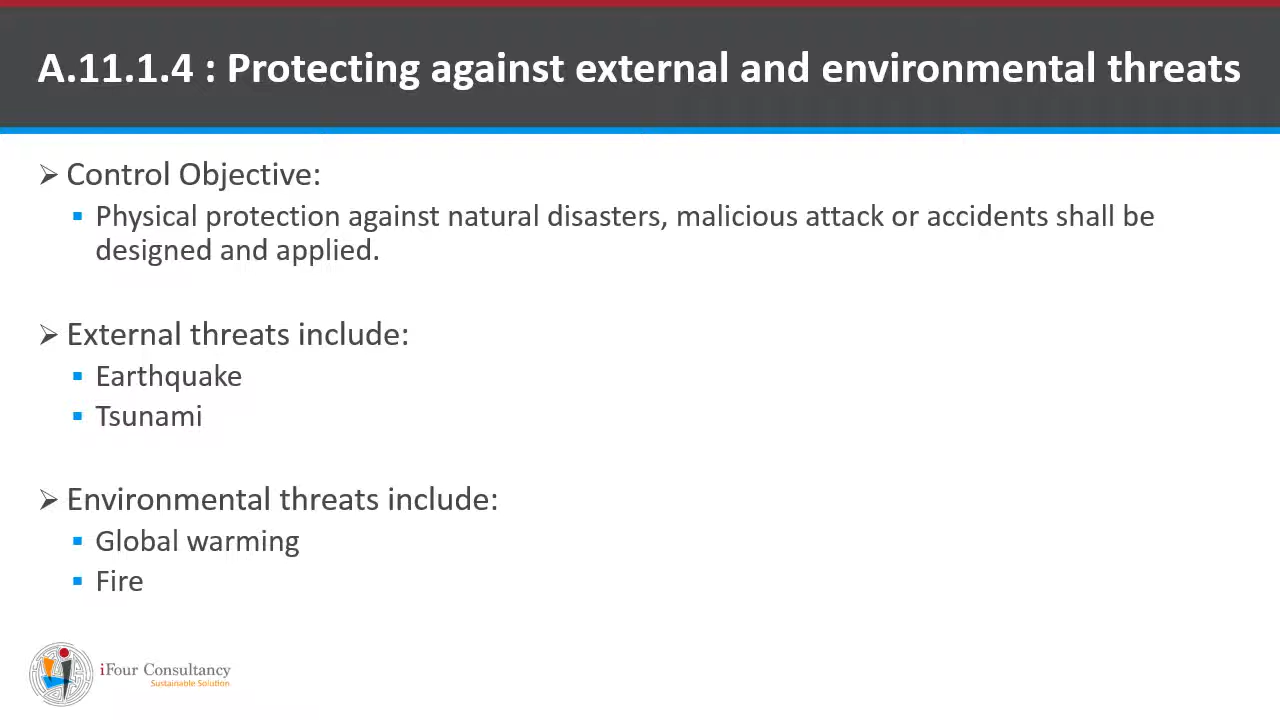 A.11.1.4 : Protecting against external and environmental threats
Control Objective:
Physical protection against natural disasters, malicious attack or accidents shall be
designed and applied.
External threats include:
Earthquake
Tsunami
Environmental threats include:
Global warming
Fire
iFour Consultancy
Sustainable Solution